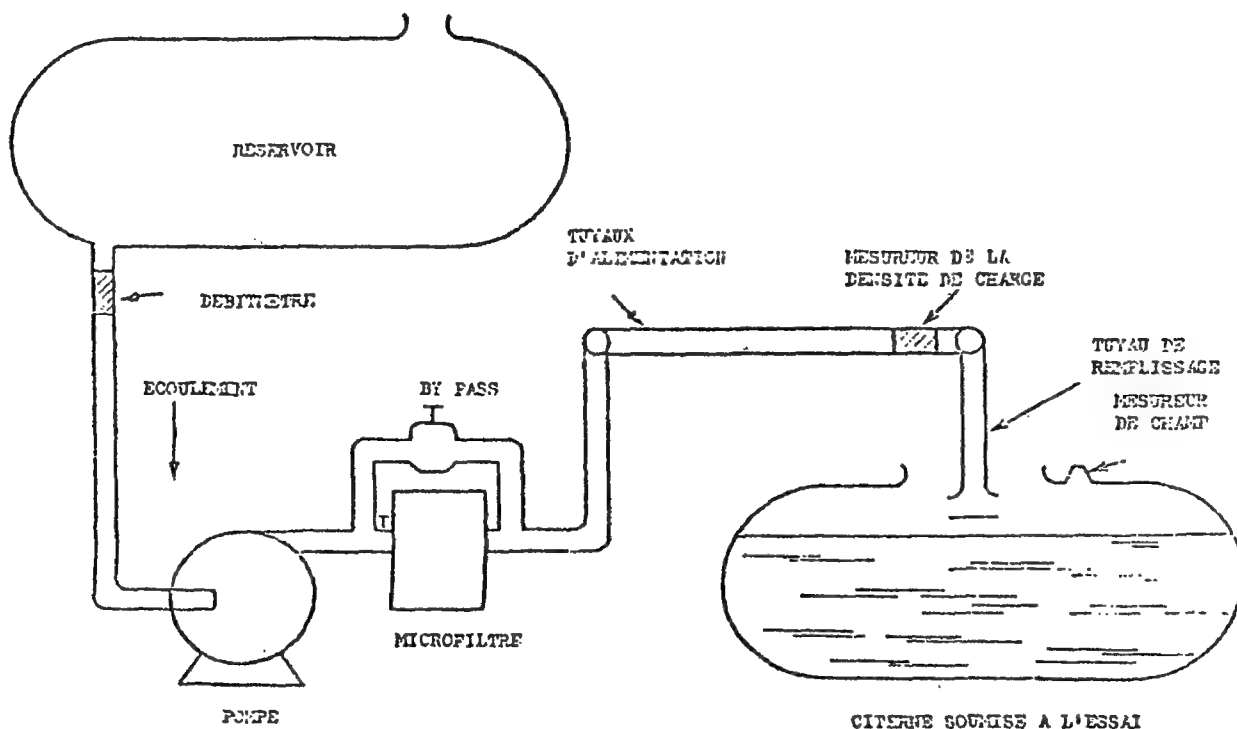 RESERVOIR
TUYAUX
D'ALIMENTATION
MESUREUR DE LA
DENSITE DE CHARGE
DEBITMETRE
TUYAU DE
REMPLISSAGE
ECOULEMENT
BY PASS
MESUREUR
DE CHAMP
T
MICROFILTRE
POMPE
CITERNE SOUMISE A L'ESSAI